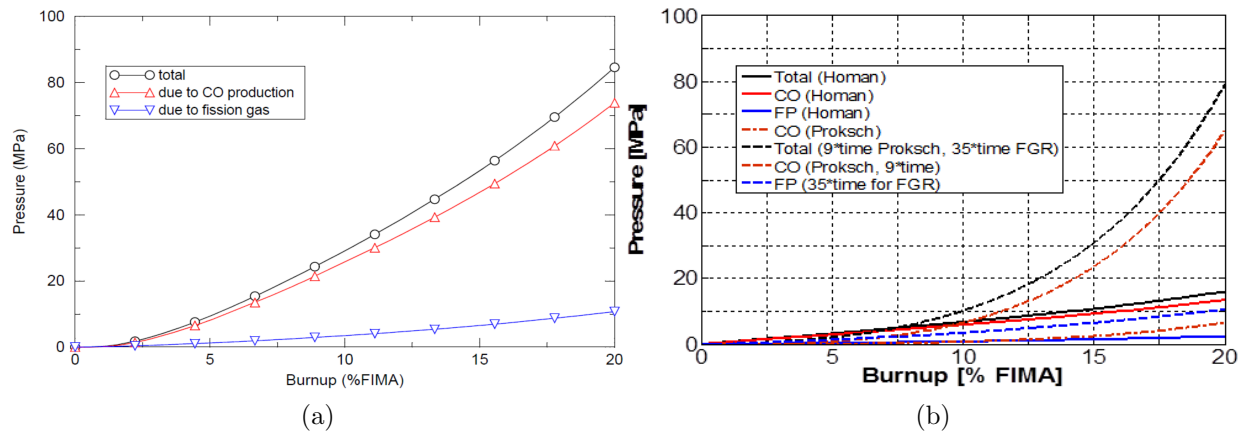 100
80
60
40
20
0
Pressure (MPa)
total
due to CO production
due to fission gas
0
5
10
15
20
Burnup (%FIMA)
(a)
100
80
60
40
20
0
Pressure [MPa]
Total (Homan)
CO (Homan)
FP (Homan)
CO (Proksch)
Total (9*time Proksch, 35*time FGR)
CO (Proksch, 9*time)
FP (35*time for FGR)
0
5
10
15
20
Burnup [% FIMA]
(b)